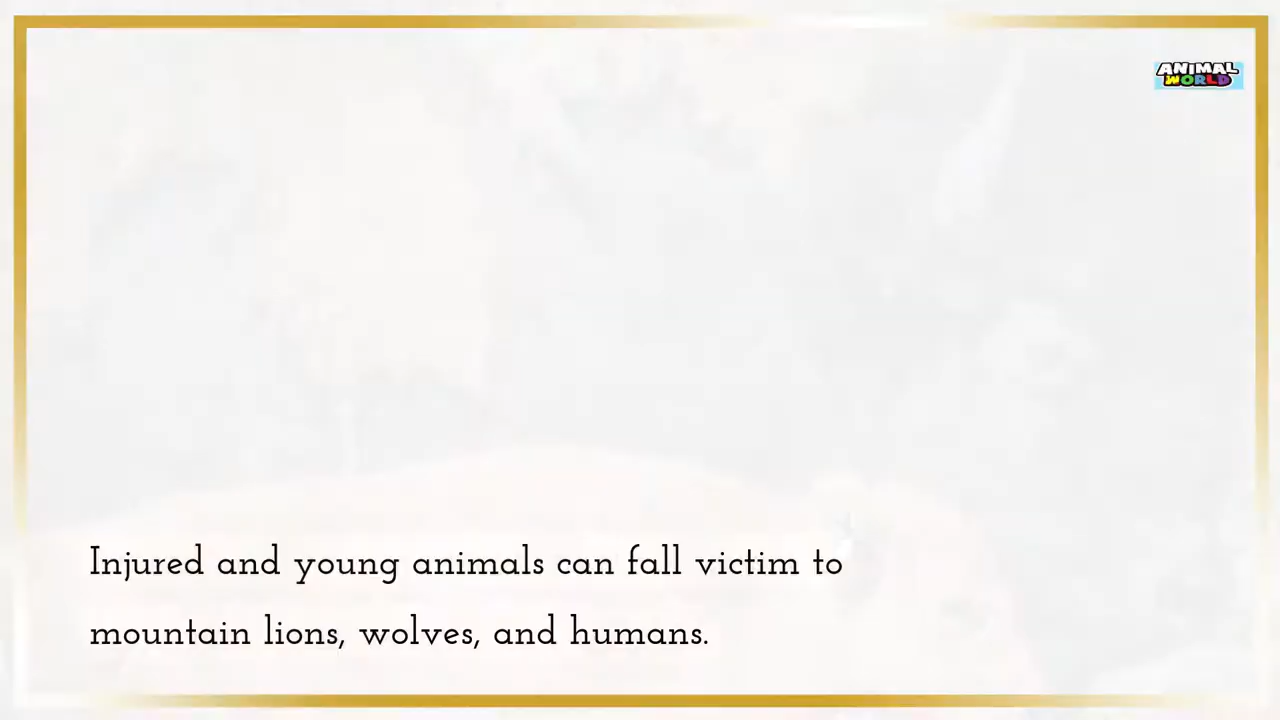 ANIMAL
WORLD
Injured and young animals can fall victim to
mountain lions, wolves, and humans.